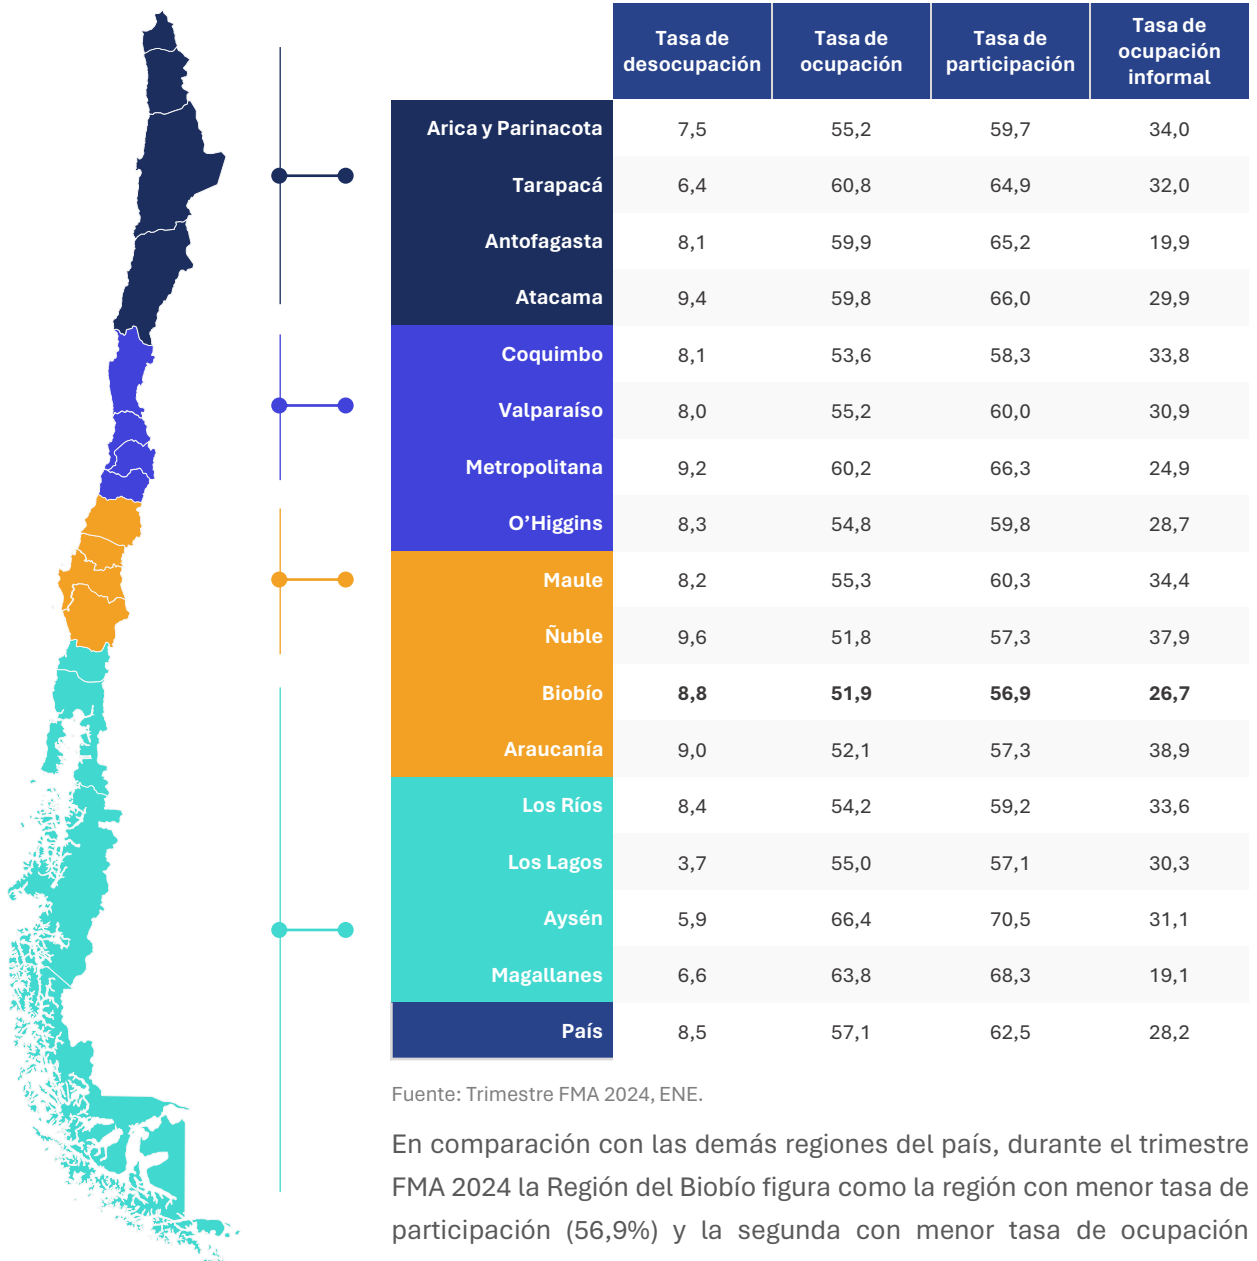 Tasa de desocupación Tasa de ocupación Tasa de participación Tasa de ocupación informal
Arica y Parinacota 7,5 55,2 59,7 34,0
Tarapacá 6,4 60,8 64,9 32,0
Antofagasta 8,1 59,9 65,2 19,9
Atacama 9,4 59,8 66,0 29,9
Coquimbo 8,1 53,6 58,3 33,8
Valparaíso 8,0 55,2 60,0 30,9
Metropolitana 9,2 60,2 66,3 24,9
O’Higgins 8,3 54,8 59,8 28,7
Maule 8,2 55,3 60,3 34,4
Ñuble 9,6 51,8 57,3 37,9
Biobío 8,8 51,9 56,9 26,7
Araucanía 9,0 52,1 57,3 38,9
Los Ríos 8,4 54,2 59,2 33,6
Los Lagos 3,7 55,0 57,1 30,3
Aysén 5,9 66,4 70,5 31,1
Magallanes 6,6 63,8 68,3 19,1
País 8,5 57,1 62,5 28,2
Fuente: Trimestre FMA 2024, ENE.
En comparación con las demás regiones del país, durante el trimestre
FMA 2024 la Región del Biobío figura como la región con menor tasa de
participación (56,9%) y la segunda con menor tasa de ocupación